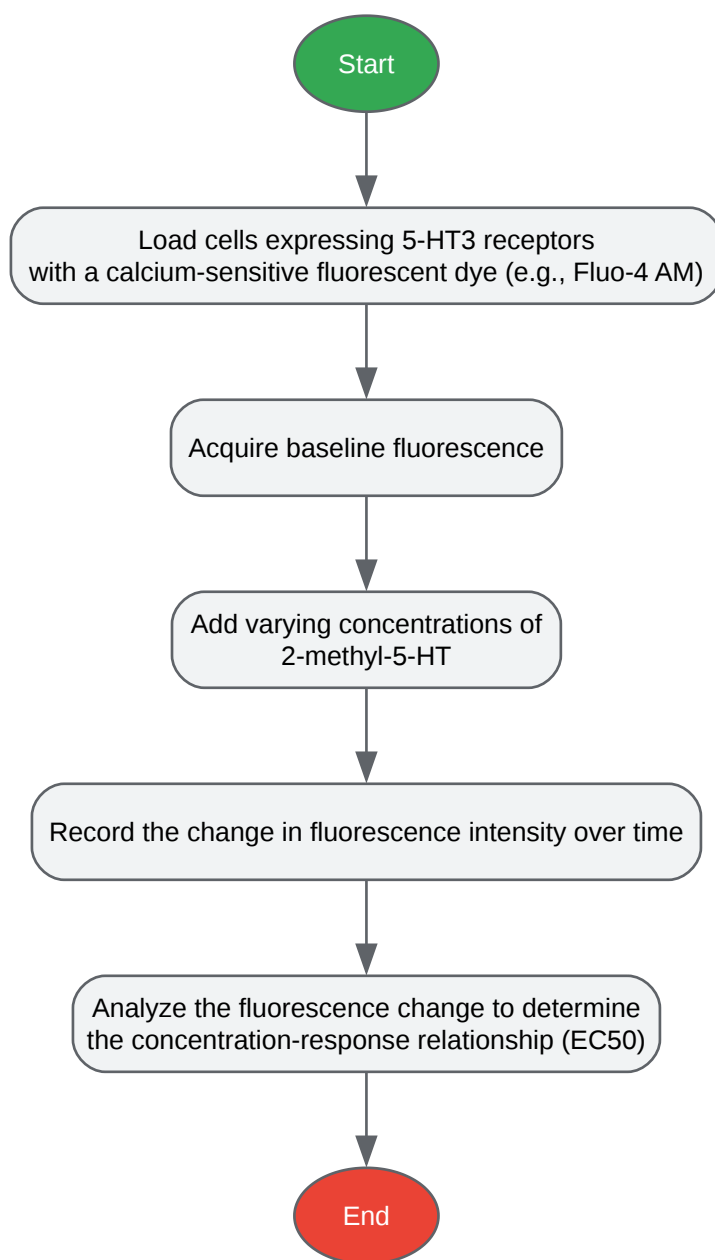 Start
Load cells expressing 5-HT3 receptors
with a calcium-sensitive fluorescent dye (e.g., Fluo-4 AM)
Acquire baseline fluorescence
Add varying concentrations of
2-methyl-5-HT
Record the change in fluorescence intensity over time
Analyze the fluorescence change to determine
the concentration-response relationship (EC50)
End